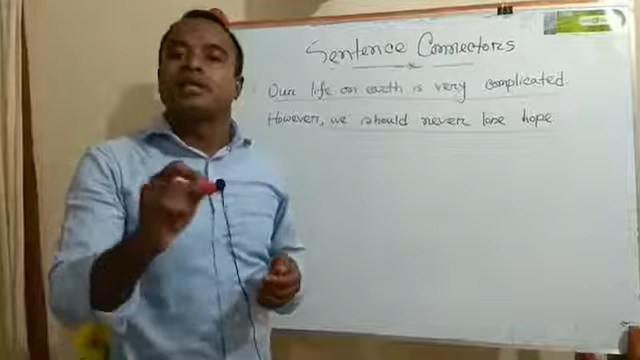 Sentence Connectors
Our life on earth is very complicated.
However, we should never lose hope